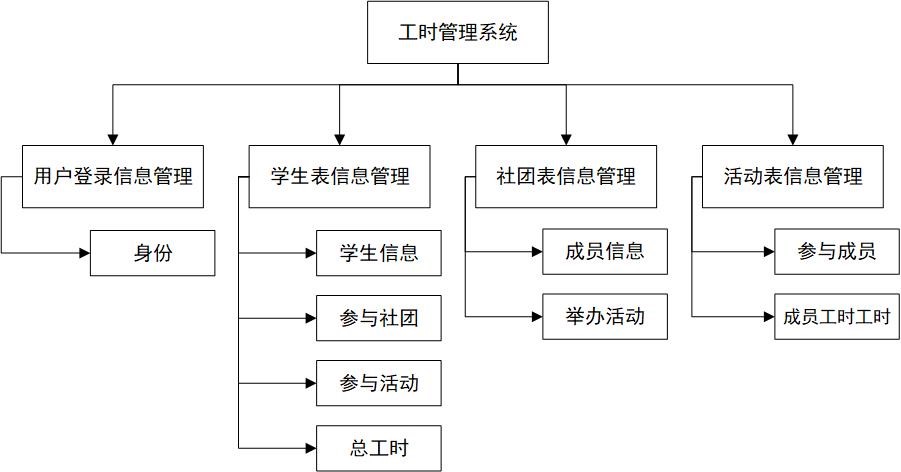 工时管理系统
用户登录信息管理
学生表信息管理
社团表信息管理
活动表信息管理
身份
学生信息
成员信息
参与成员
参与社团
举办活动
成员工时工时
参与活动
总工时